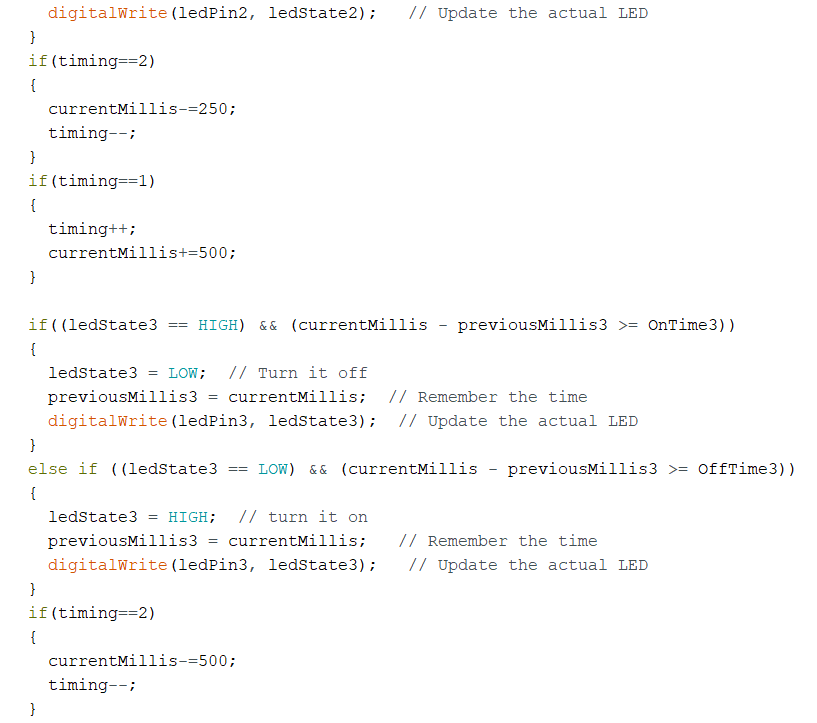 digitalWrite(ledPin2, ledState2);   // Update the actual LED
}
if(timing==2)
{
  currentMillis-=250;
  timing--;
}
if(timing==1)
{
  timing++;
  currentMillis+=500;
}

if((ledState3 == HIGH) && (currentMillis - previousMillis3 >= OnTime3))
{
  ledState3 = LOW;  // Turn it off
  previousMillis3 = currentMillis;  // Remember the time
  digitalWrite(ledPin3, ledState3);  // Update the actual LED
}
else if ((ledState3 == LOW) && (currentMillis - previousMillis3 >= OffTime3))
{
  ledState3 = HIGH;  // turn it on
  previousMillis3 = currentMillis;   // Remember the time
  digitalWrite(ledPin3, ledState3);   // Update the actual LED
}
if(timing==2)
{
  currentMillis-=500;
  timing--;
}